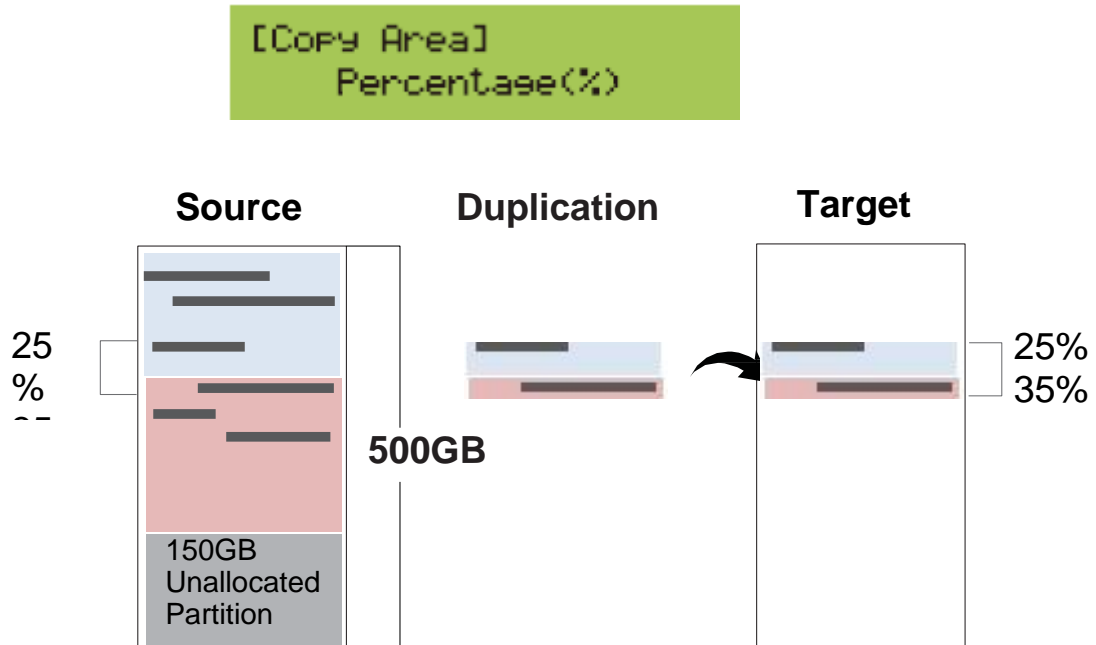 [Copy Area]
Percentage(%)
Source
Duplication
Target
25
%
25%
35%
500GB
150GB
Unallocated
Partition